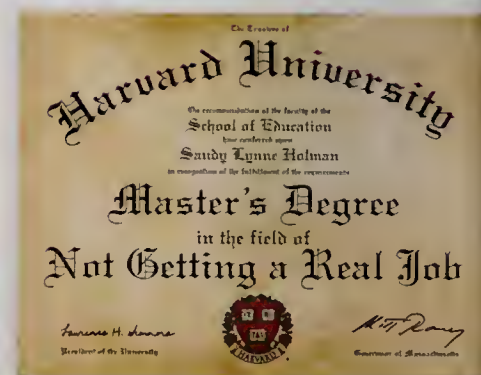 The Trustees of
Harvard University
On recommendation of the faculty of the
School of Education
have conferred upon
Sandy Lynne Holman
in recognition of the fulfillment of the requirements
Master's Degree
in the field of
Not Getting a Real Job
Lawrence H.
President of the University
HARVARD
Governor of Massachusetts